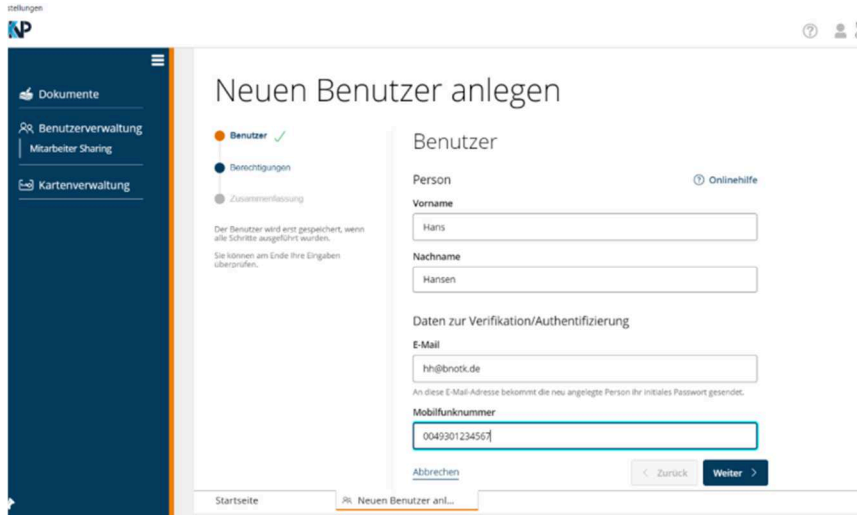 stellungen
NP
Dokumente
Benutzerverwaltung
Mitarbeiter Sharing
Kartenverwaltung
Neuen Benutzer anlegen
Benutzer
Berechtigungen
Zusammenfassung
Der Benutzer wird erst gespeichert, wenn
alle Schritte ausgeführt wurden.
Sie können am Ende Ihre Eingaben
überprüfen.
Benutzer
Person
Onlinehilfe
Vorname
Hans
Nachname
Hansen
Daten zur Verifikation/Authentifizierung
E-Mail
hh@bnotk.de
An diese E-Mail-Adresse bekommt die neu angelegte Person ihr initiales Passwort gesendet.
Mobilfunknummer
0049301234567
Abbrechen
Zurück
Weiter
Startseite
Neuen Benutzer anl...